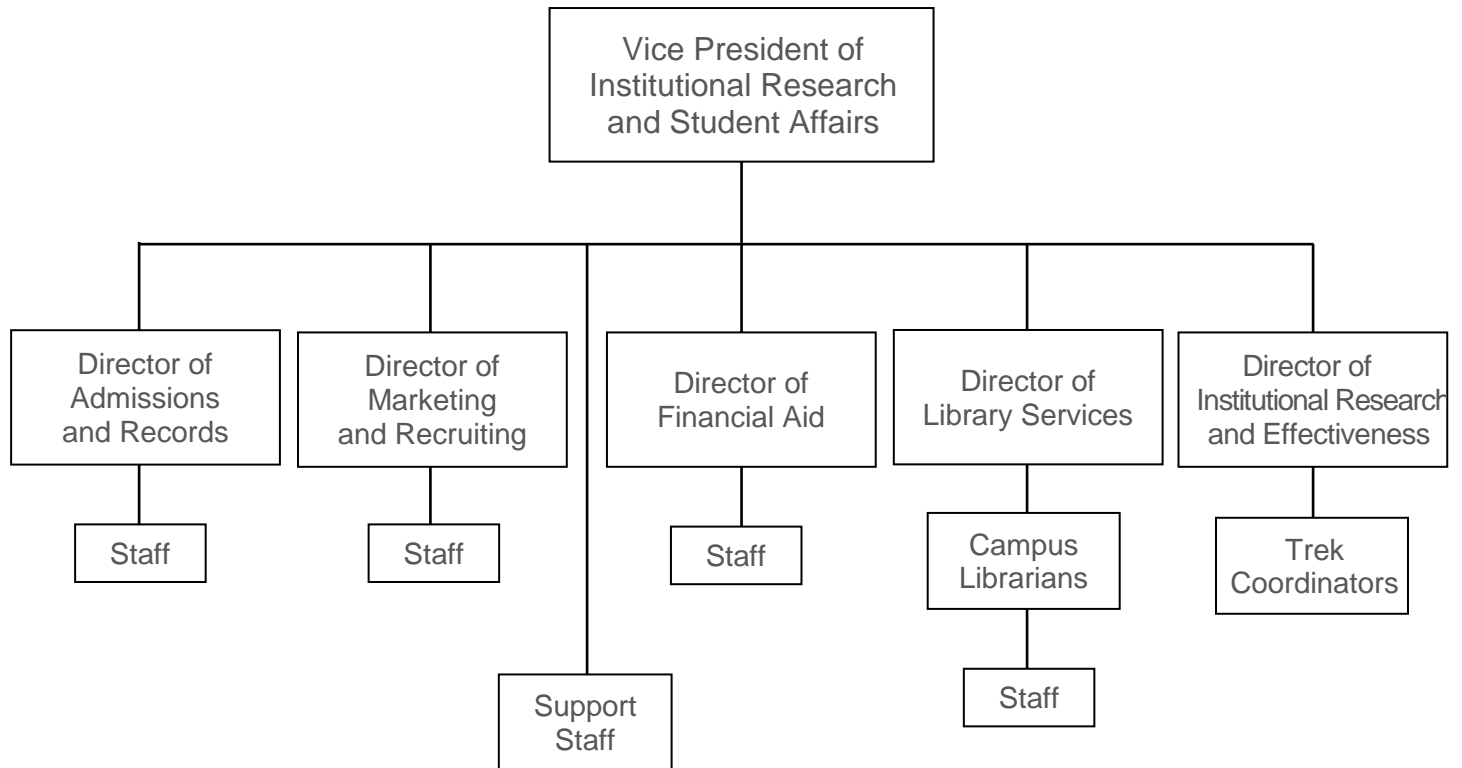 Vice President of
Institutional Research
and Student Affairs
Director of
Admissions
and Records
Director of
Marketing
and Recruiting
Director of
Financial Aid
Director of
Library Services
Director of
Institutional Research
and Effectiveness
Staff
Staff
Staff
Campus
Librarians
Trek
Coordinators
Support
Staff
Staff